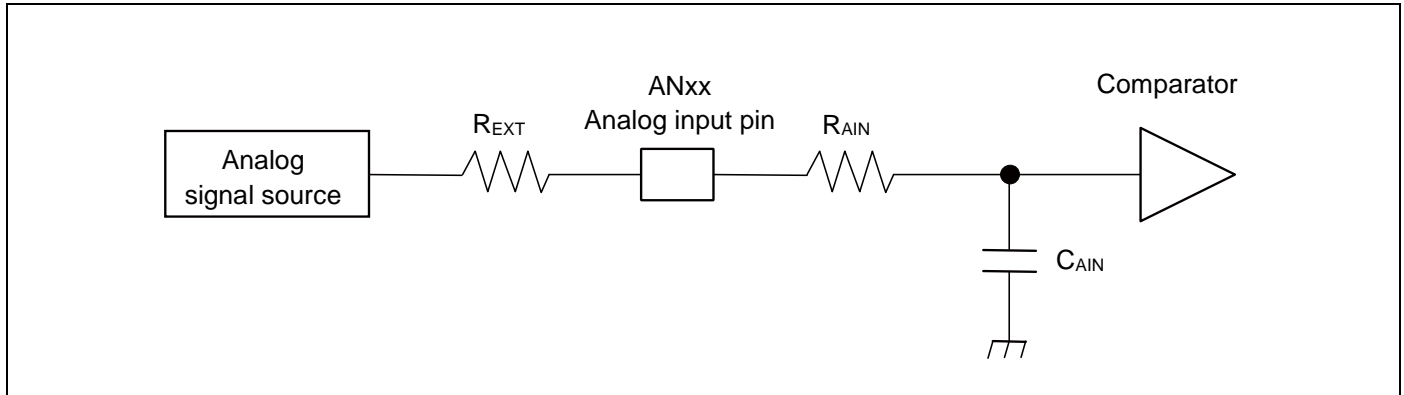 ANxx
Analog input pin
Comparator
REXT
RAIN
Analog
signal source
CAIN